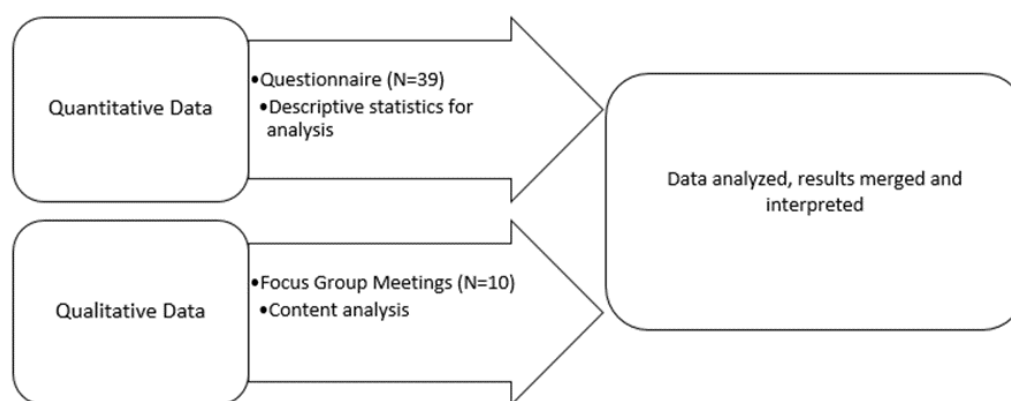 Quantitative Data
•Questionnaire (N=39)
•Descriptive statistics for
analysis
Qualitative Data
•Focus Group Meetings (N=10)
•Content analysis
Data analyzed, results merged and
interpreted